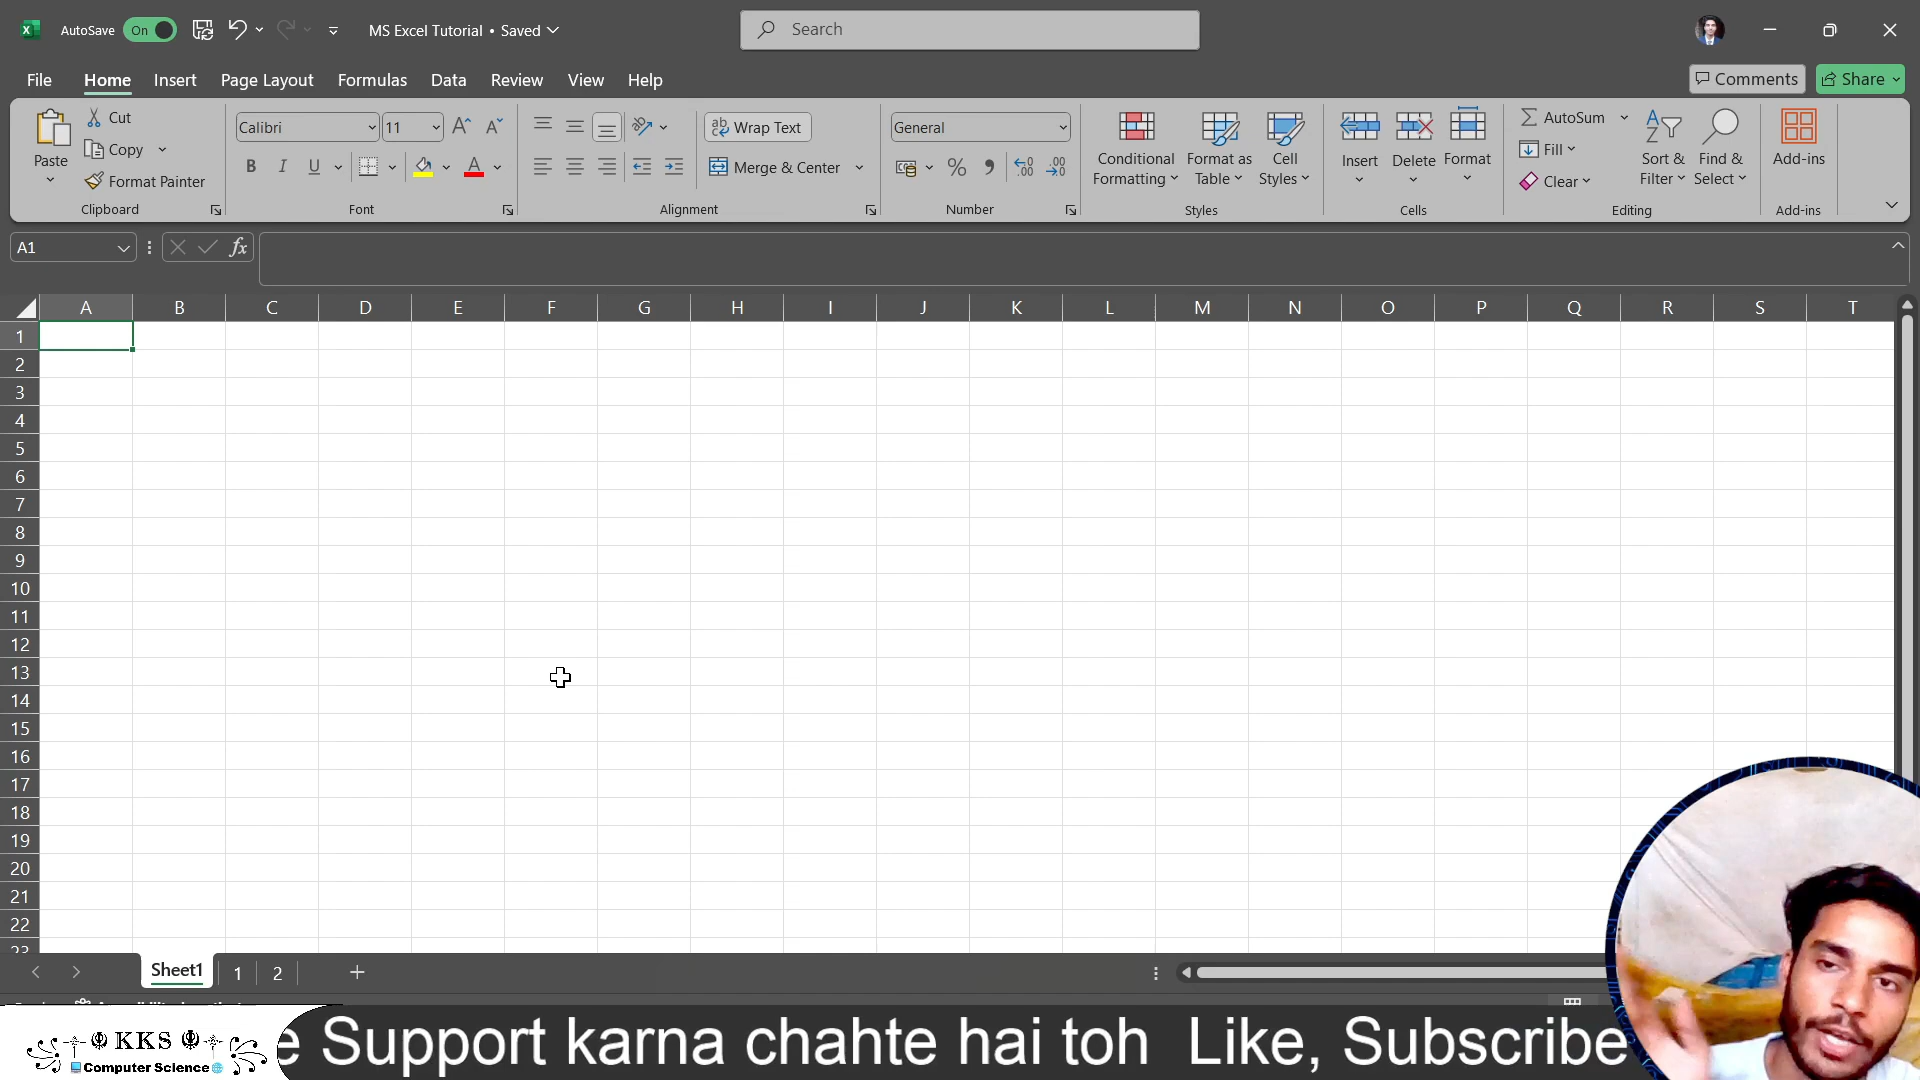 AutoSave On MS Excel Tutorial • Saved Search
File Home Insert Page Layout Formulas Data Review View Help Comments Share
Paste Cut Copy Format Painter Clipboard
Calibri 11 B I U A Font
Wrap Text Merge & Center Alignment
General % Number
Conditional Formatting Format as Table Cell Styles Styles
Insert Delete Format Cells
AutoSum Fill Clear Sort & Filter Find & Select Editing
Add-ins Add-ins
A1 fx
A B C D E F G H I J K L M N O P Q R S T
1
2
3
4
5
6
7
8
9
10
11
12
13
14
15
16
17
18
19
20
21
22
23
Sheet1 1 2
KKS
Computer Science
e Support karna chahte hai toh Like, Subscribe